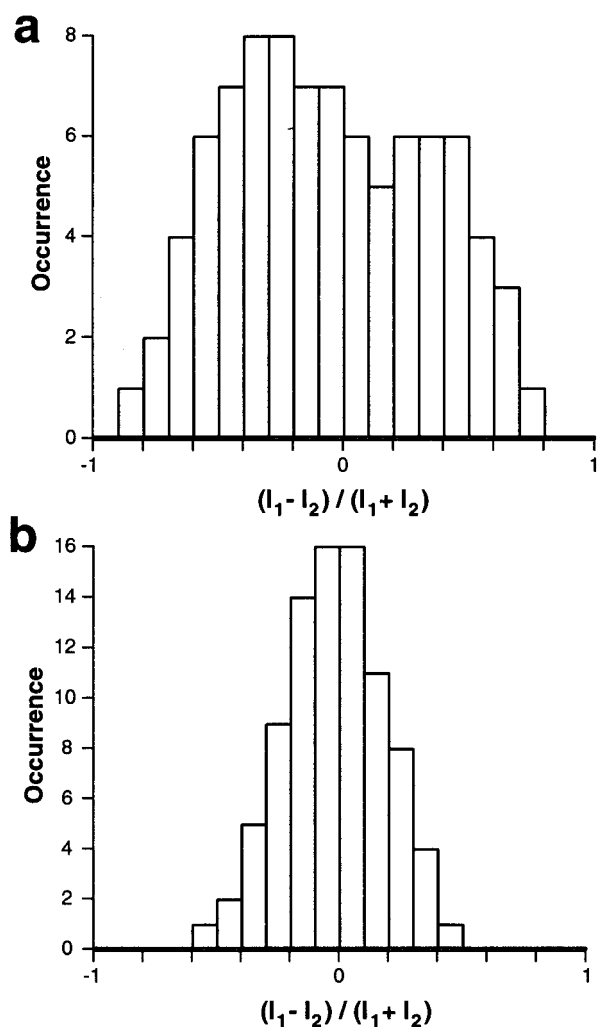 a
8
6
4
2
0
Occurrence
-1 0 1
(I₁- I₂) / (I₁+ I₂)
b
16
14
12
10
8
6
4
2
0
Occurrence
-1 0 1
(I₁- I₂) / (I₁+ I₂)